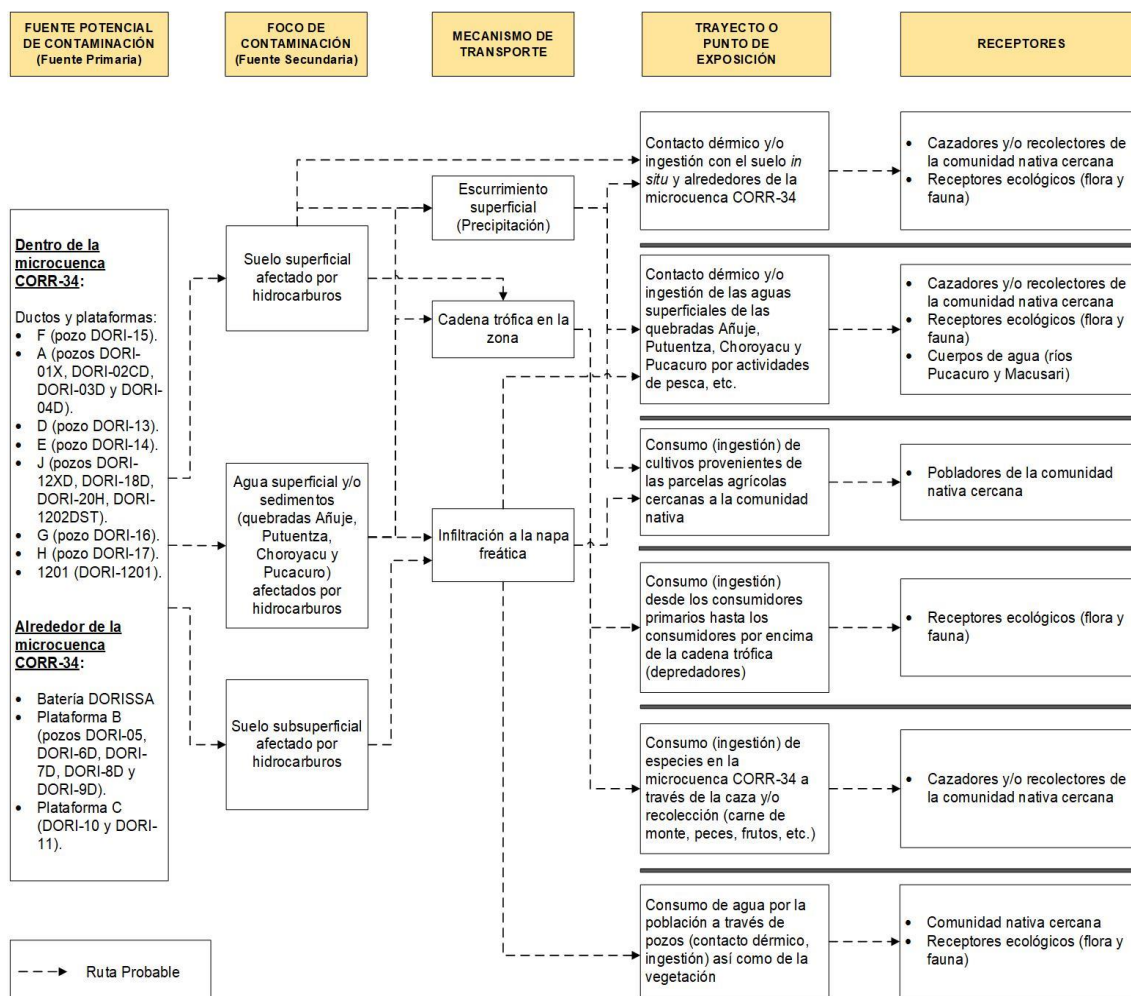 FUENTE POTENCIAL
DE CONTAMINACIÓN
(Fuente Primaria)
FOCO DE
CONTAMINACIÓN
(Fuente Secundaria)
MECANISMO DE
TRANSPORTE
TRAYECTO O
PUNTO DE
EXPOSICIÓN
RECEPTORES
Dentro de la
microcuenca
CORR-34:
Ductos y plataformas:
• F (pozo DORI-15).
• A (pozos DORI-
01X, DORI-02CD,
DORI-03D y DORI-
04D).
• D (pozo DORI-13).
• E (pozo DORI-14).
• J (pozos DORI-
12XD, DORI-18D,
DORI-20H, DORI-
1202DST).
• G (pozo DORI-16).
• H (pozo DORI-17).
• 1201 (DORI-1201).
Alrededor de la
microcuenca
CORR-34:
• Batería DORISSA
• Plataforma B
(pozos DORI-05,
DORI-6D, DORI-
7D, DORI-8D y
DORI-9D).
• Plataforma C
(DORI-10 y DORI-
11).
Suelo superficial
afectado por
hidrocarburos
Agua superficial y/o
sedimentos
(quebradas Añuje,
Putuentza,
Choroyacu y
Pucacuro)
afectados por
hidrocarburos
Suelo subsuperficial
afectado por
hidrocarburos
Escurrimiento
superficial
(Precipitación)
Cadena trófica en la
zona
Infiltración a la napa
freática
Contacto dérmico y/o
ingestión con el suelo in
situ y alrededores de la
microcuenca CORR-34
Contacto dérmico y/o
ingestión de las aguas
superficiales de las
quebradas Añuje,
Putuentza, Choroyacu y
Pucacuro por actividades
de pesca, etc.
Consumo (ingestión) de
cultivos provenientes de
las parcelas agrícolas
cercanas a la comunidad
nativa
Consumo (ingestión)
desde los consumidores
primarios hasta los
consumidores por encima
de la cadena trófica
(depredadores)
Consumo (ingestión) de
especies en la
microcuenca CORR-34 a
través de la caza y/o
recolección (carne de
monte, peces, frutos, etc.)
Consumo de agua por la
población a través de
pozos (contacto dérmico,
ingestión) así como de la
vegetación
• Cazadores y/o recolectores de
la comunidad nativa cercana
• Receptores ecológicos (flora y
fauna)
• Cazadores y/o recolectores de
la comunidad nativa cercana
• Receptores ecológicos (flora y
fauna)
• Cuerpos de agua (ríos
Pucacuro y Macusari)
• Pobladores de la comunidad
nativa cercana
• Receptores ecológicos (flora y
fauna)
• Cazadores y/o recolectores de
la comunidad nativa cercana
• Comunidad nativa cercana
• Receptores ecológicos (flora y
fauna)
Ruta Probable